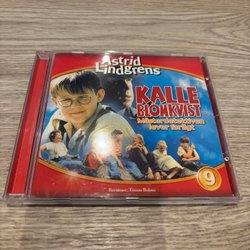 Astrid
Lindgrens
KALLE
BLOMKVIST
Mästerdetektiven
lever farligt
9